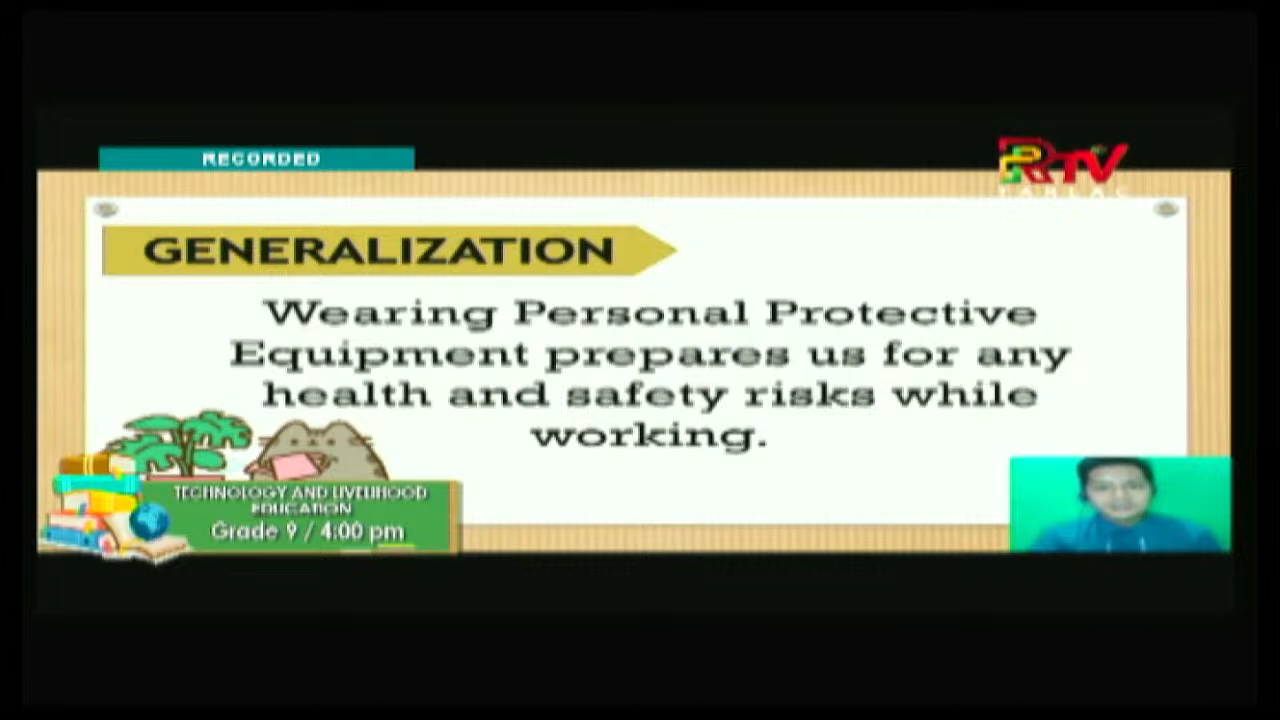 RECORDED
RTV
TARLAC
GENERALIZATION
Wearing Personal Protective
Equipment prepares us for any
health and safety risks while
working.
TECHNOLOGY AND LIVELIHOOD
EDUCATION
Grade 9 / 4:00 pm